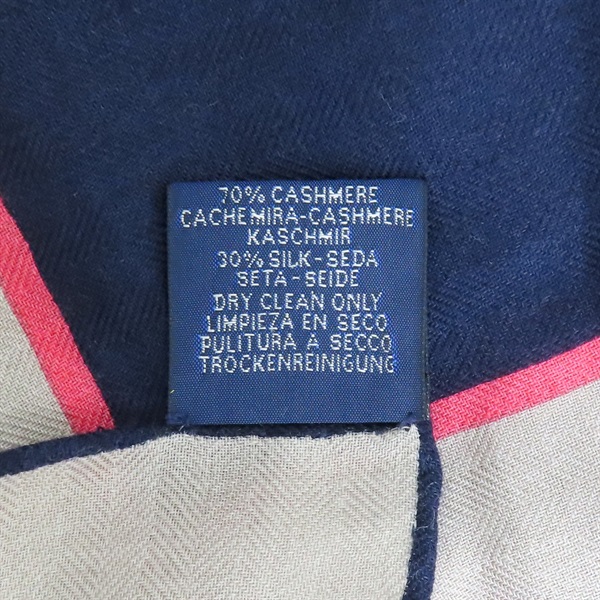 70% CASHMERE
CACHEMIRA-CASHMERE
KASCHMIR
30% SILK-SEDA
SETA-SEIDE
DRY CLEAN ONLY
LIMPIEZA EN SECO
PULITURA A SECCO
TROCKENREINIGUNG